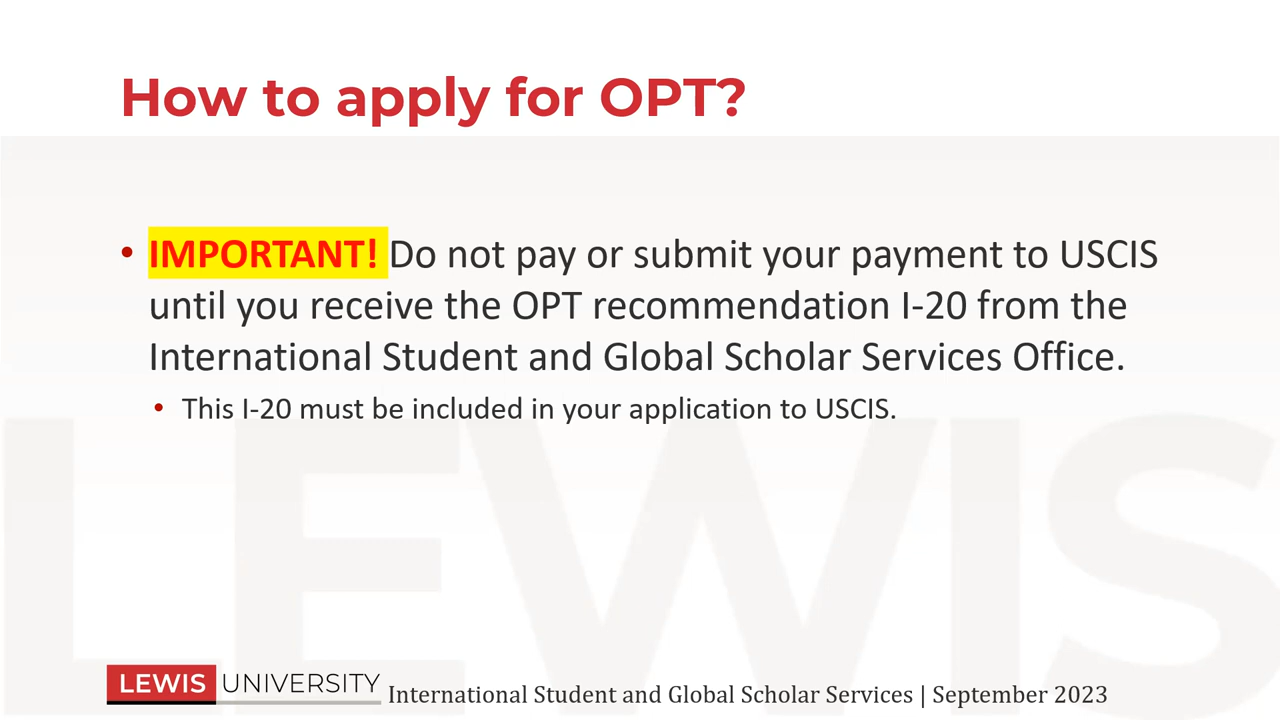 How to apply for OPT?
• IMPORTANT! Do not pay or submit your payment to USCIS
until you receive the OPT recommendation I-20 from the
International Student and Global Scholar Services Office.
• This I-20 must be included in your application to USCIS.
LEWIS
LEWIS UNIVERSITY International Student and Global Scholar Services | September 2023